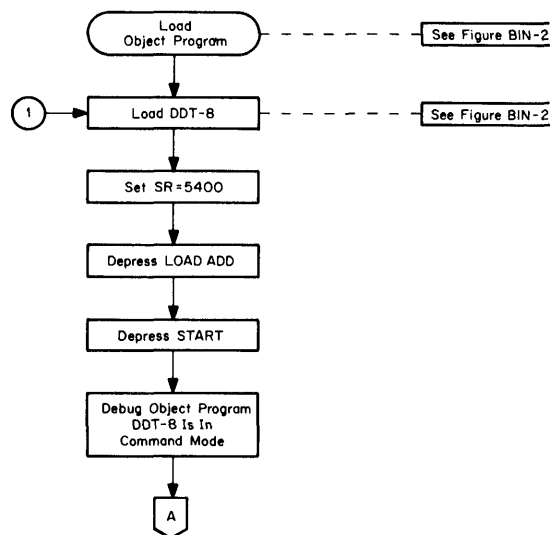 Load
Object Program
See Figure BIN-2
1
Load DDT-8
See Figure BIN-2
Set SR=5400
Depress LOAD ADD
Depress START
Debug Object Program
DDT-8 Is In
Command Mode
A